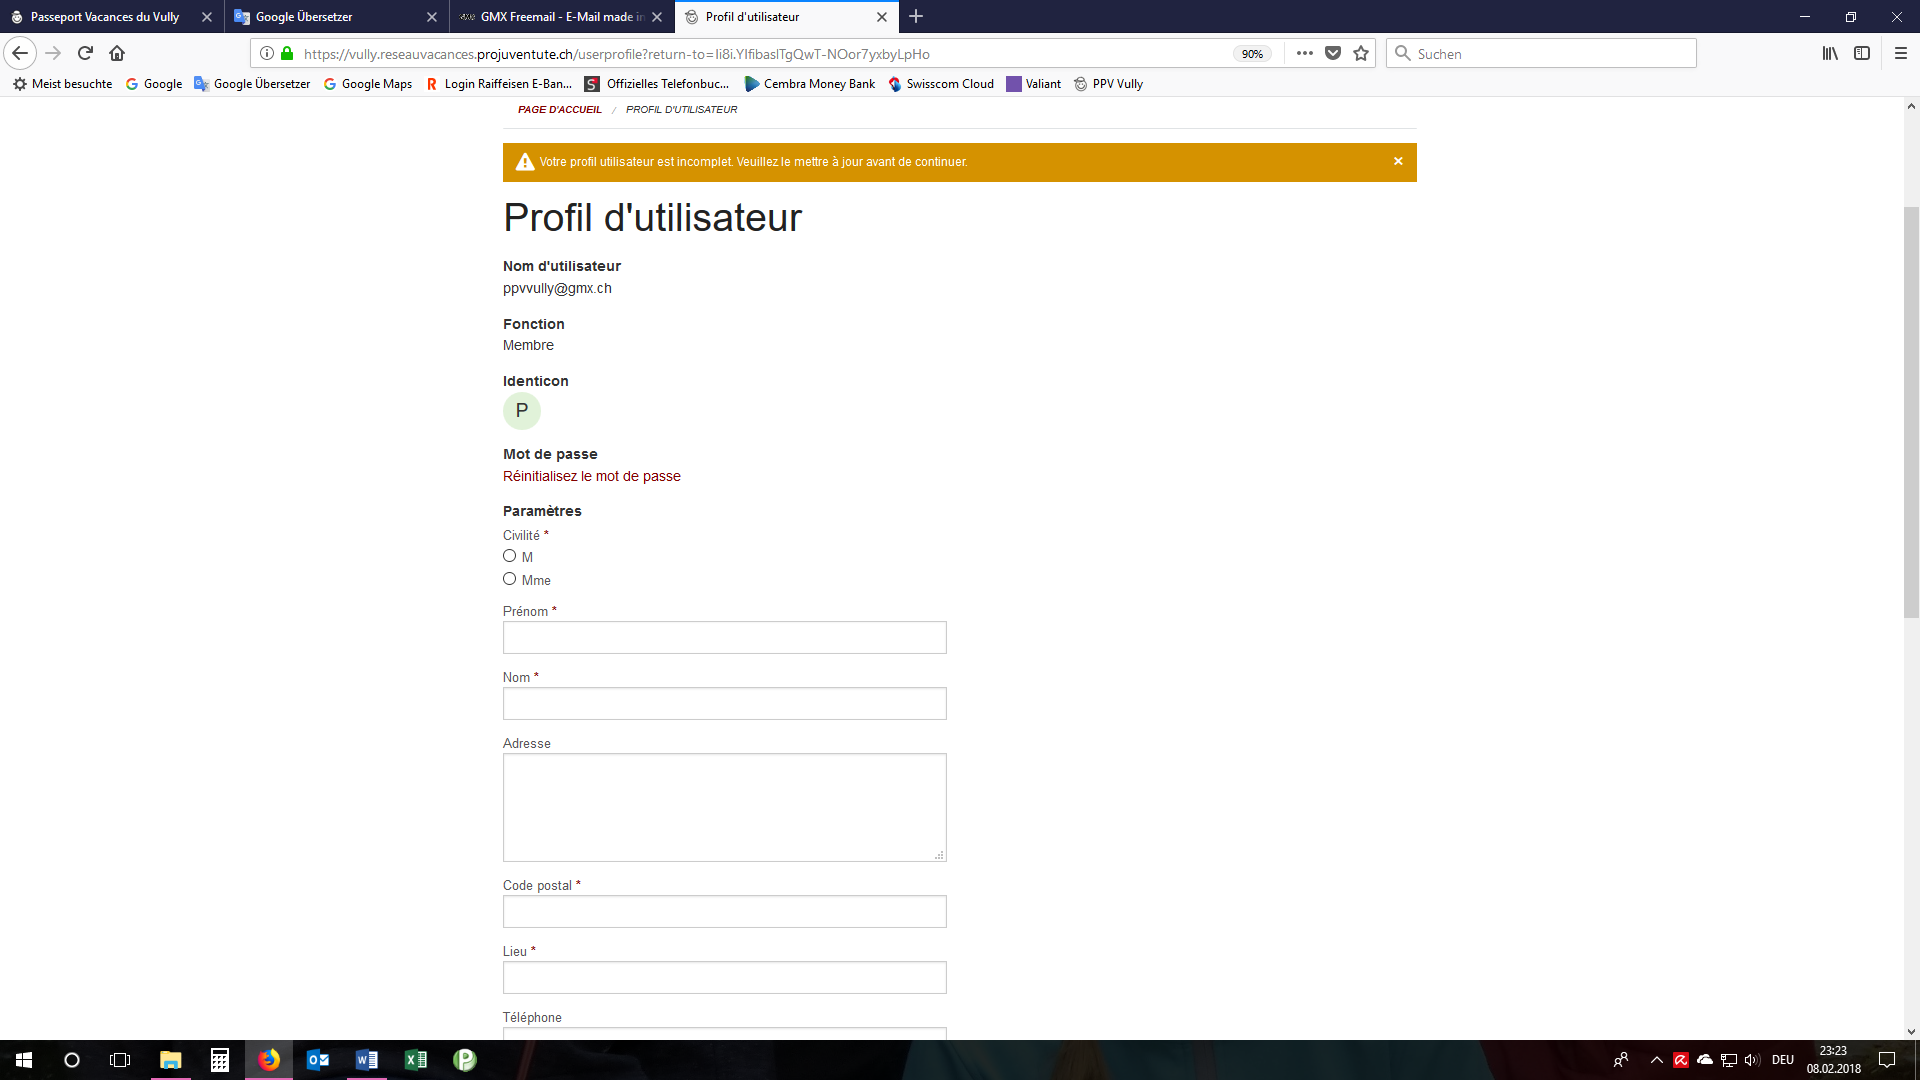 Passeport Vacances du Vully
Google Übersetzer
GMX Freemail - E-Mail made in
Profil d'utilisateur
https://vully.reseauvacances.projuventute.ch/userprofile?return-to=Ii8i.YIfibaslTgQwT-NOor7yxbyLpHo
90%
Suchen
Meist besuchte
Google
Google Übersetzer
Google Maps
Login Raiffeisen E-Ban...
Offizielles Telefonbuc...
Cembra Money Bank
Swisscom Cloud
Valiant
PPV Vully
PAGE D'ACCUEIL / PROFIL D'UTILISATEUR
Votre profil utilisateur est incomplet. Veuillez le mettre à jour avant de continuer.
Profil d'utilisateur
Nom d'utilisateur
ppvvully@gmx.ch
Fonction
Membre
Identicon
P
Mot de passe
Réinitialisez le mot de passe
Paramètres
Civilité *
M
Mme
Prénom *
Nom *
Adresse
Code postal *
Lieu *
Téléphone
DEU
23:23
08.02.2018